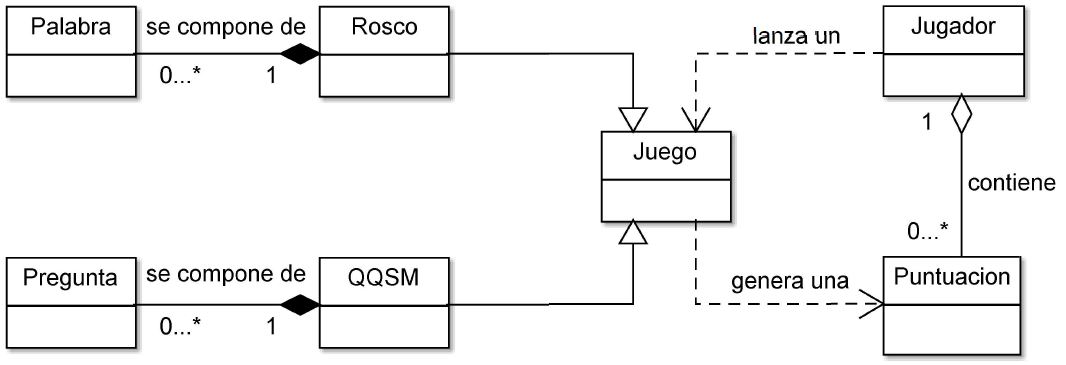 Palabra
se compone de
0...*
1
Rosco
lanza un
Jugador
1
Juego
contiene
0...*
Pregunta
se compone de
0...*
1
QQSM
genera una
Puntuacion